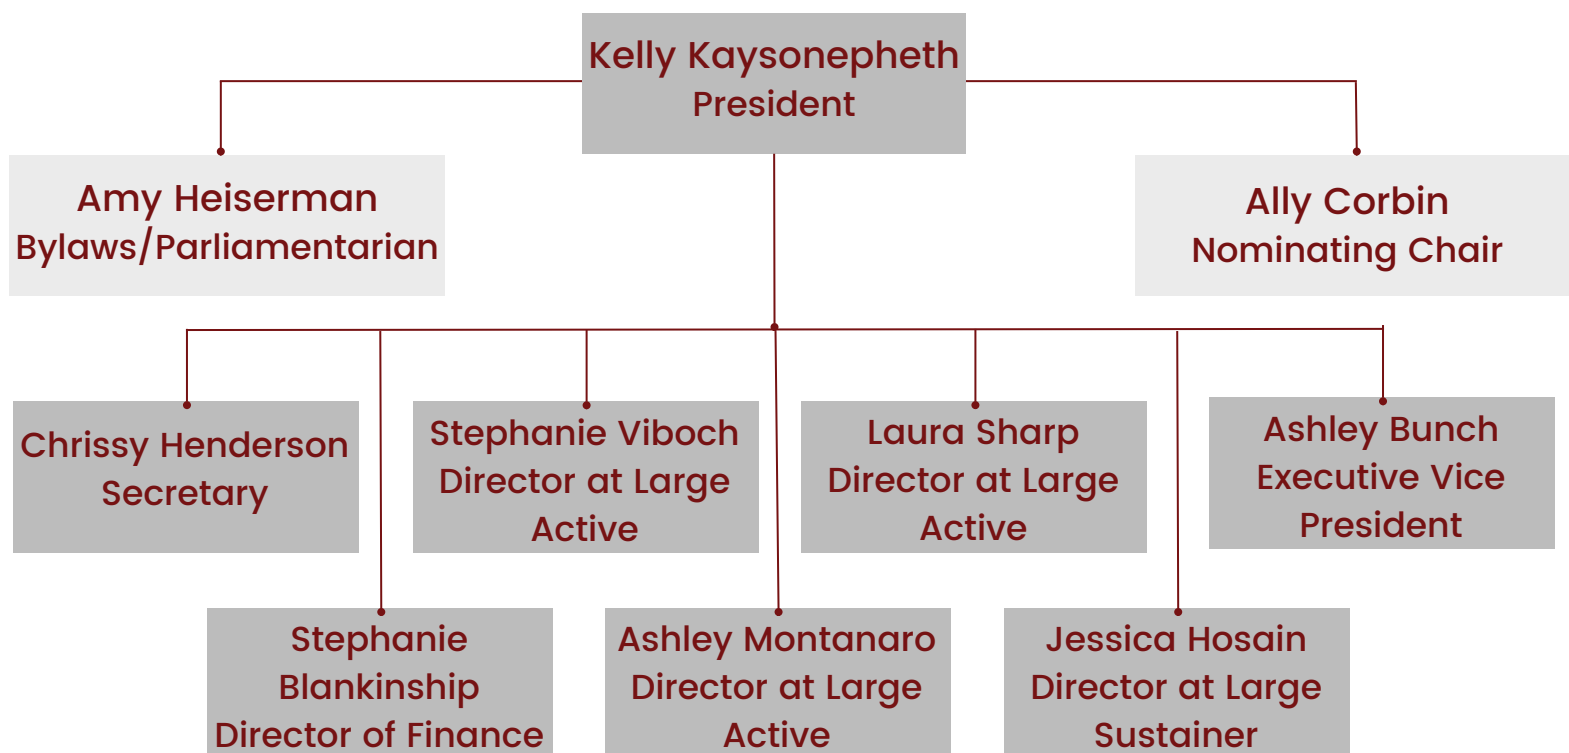 Kelly Kaysonepheth
President
Amy Heiserman
Bylaws/Parliamentarian
Ally Corbin
Nominating Chair
Chrissy Henderson
Secretary
Stephanie Viboch
Director at Large
Active
Laura Sharp
Director at Large
Active
Ashley Bunch
Executive Vice
President
Stephanie
Blankinship
Director of Finance
Ashley Montanaro
Director at Large
Active
Jessica Hosain
Director at Large
Sustainer